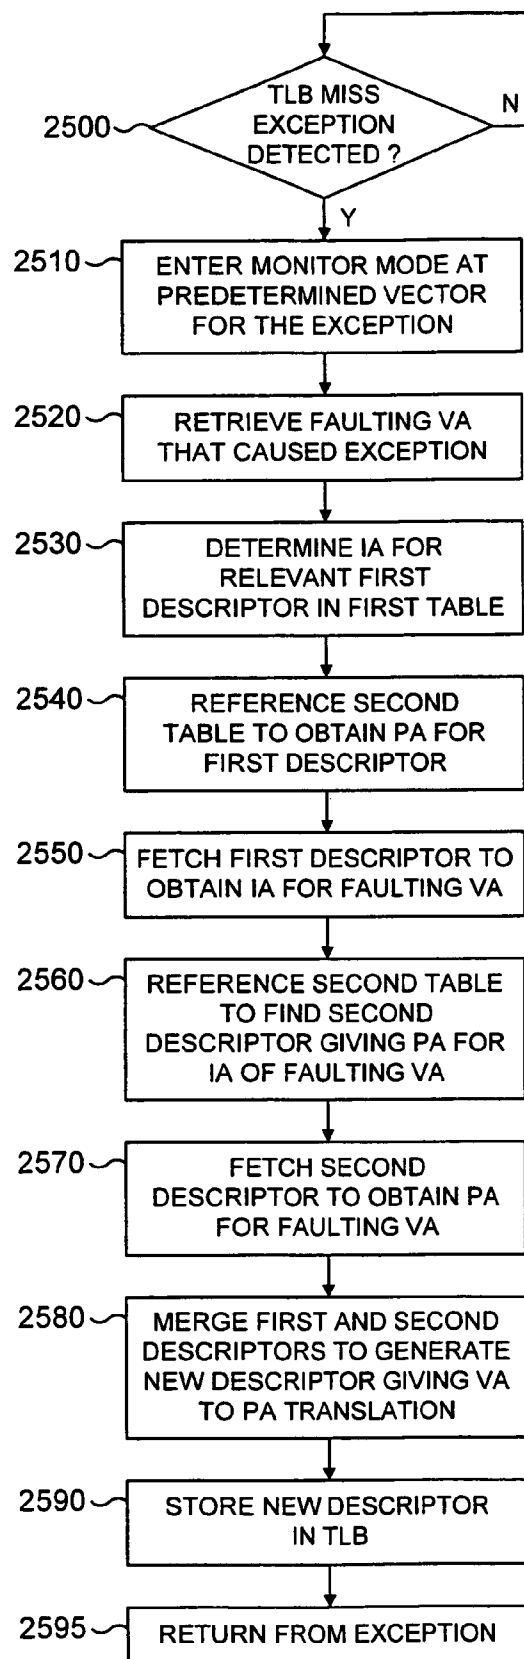 TLB MISS
EXCEPTION
DETECTED ?
N
2500
Y
2510
ENTER MONITOR MODE AT
PREDETERMINED VECTOR
FOR THE EXCEPTION
2520
RETRIEVE FAULTING VA
THAT CAUSED EXCEPTION
2530
DETERMINE IA FOR
RELEVANT FIRST
DESCRIPTOR IN FIRST TABLE
2540
REFERENCE SECOND
TABLE TO OBTAIN PA FOR
FIRST DESCRIPTOR
2550
FETCH FIRST DESCRIPTOR TO
OBTAIN IA FOR FAULTING VA
2560
REFERENCE SECOND TABLE
TO FIND SECOND
DESCRIPTOR GIVING PA FOR
IA OF FAULTING VA
2570
FETCH SECOND
DESCRIPTOR TO OBTAIN PA
FOR FAULTING VA
2580
MERGE FIRST AND SECOND
DESCRIPTORS TO GENERATE
NEW DESCRIPTOR GIVING VA
TO PA TRANSLATION
2590
STORE NEW DESCRIPTOR
IN TLB
2595
RETURN FROM EXCEPTION